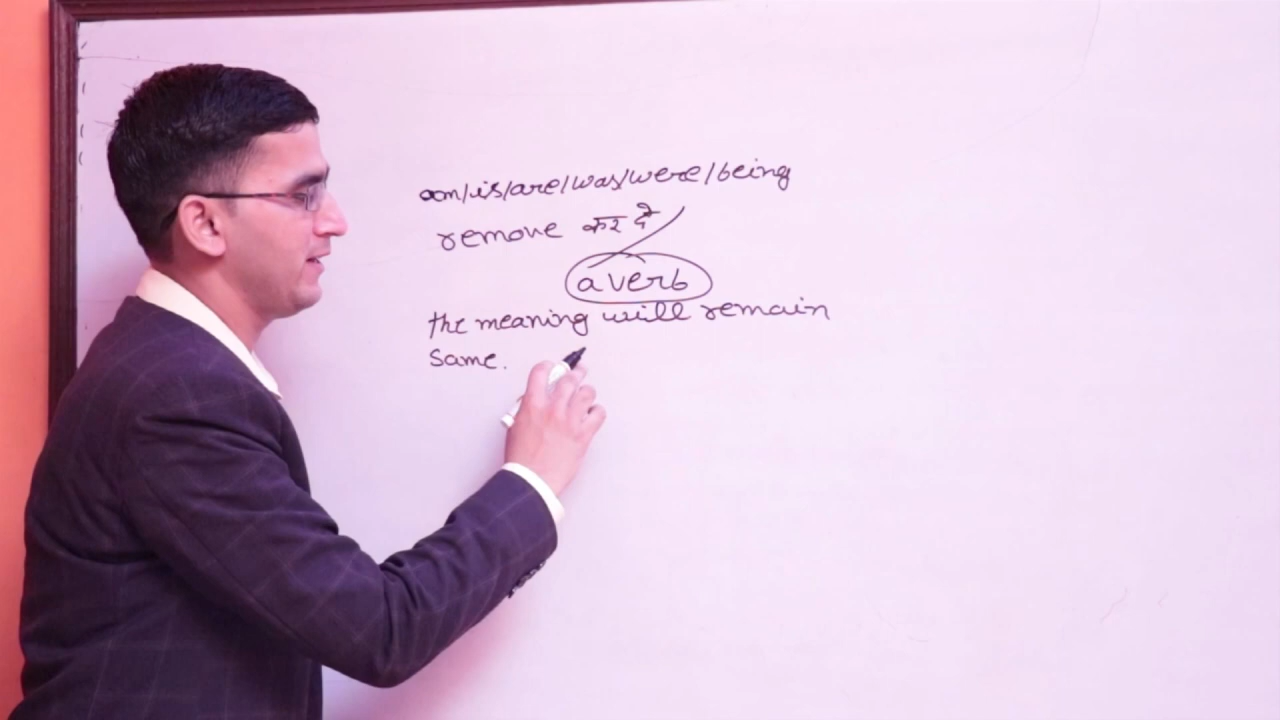 am/is/are/was/were/being
remove कर दे
a verb
the meaning will remain
same.